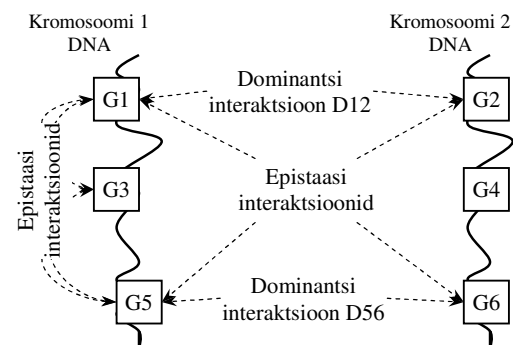 Kromosoomi 1
DNA
Kromosoomi 2
DNA
G1
Dominantsi
interaktsioon D12
G2
Epistaasi
interaktsioonid
G3
Epistaasi
interaktsioonid
G4
G5
Dominantsi
interaktsioon D56
G6